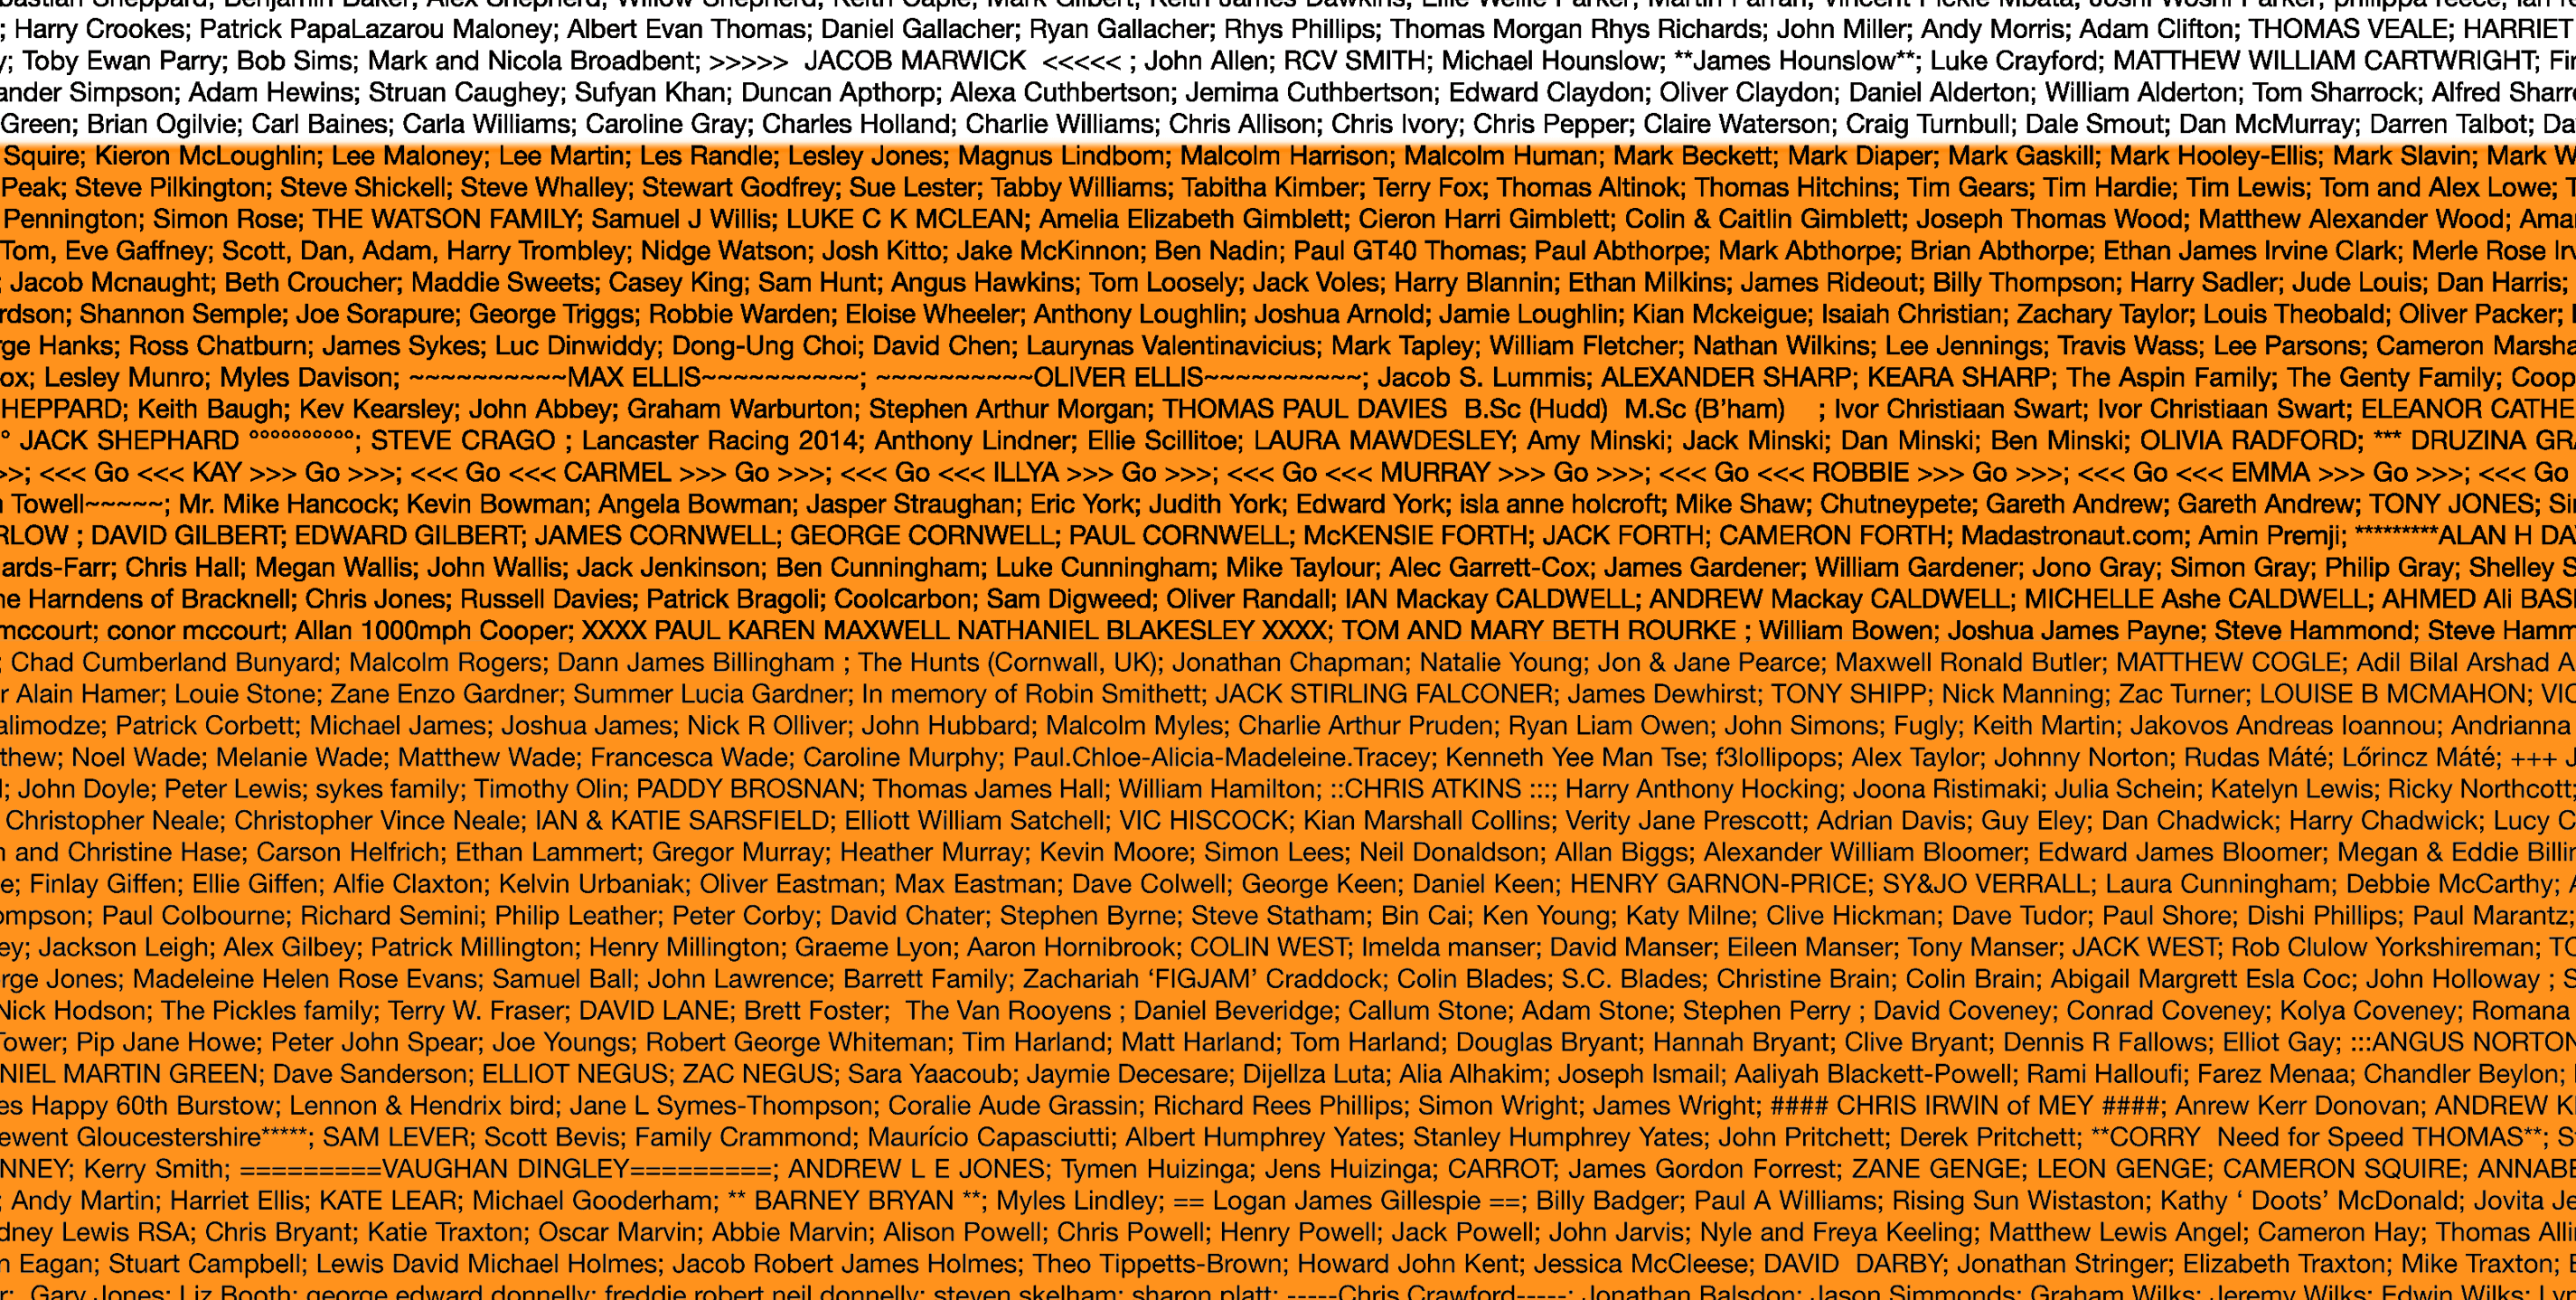 Sheppard; Benjamin Baker; Alex Shepherd; Willow Shepherd; Keith Caple; Mark Gilbert; Keith James Dawkins; Ellie Wellie Parker; Martin Farran; Vincent Pickle Mbata; Joshi Woshi Parker; philippa reece;
; Harry Crookes; Patrick PapaLazarou Maloney; Albert Evan Thomas; Daniel Gallacher; Ryan Gallacher; Rhys Phillips; Thomas Morgan Rhys Richards; John Miller; Andy Morris; Adam Clifton; THOMAS VEALE; HARRIET
y; Toby Ewan Parry; Bob Sims; Mark and Nicola Broadbent; >>>>> JACOB MARWICK <<<<< ; John Allen; RCV SMITH; Michael Hounslow; **James Hounslow**; Luke Crayford; MATTHEW WILLIAM CARTWRIGHT; Fin
ander Simpson; Adam Hewins; Struan Caughey; Sufyan Khan; Duncan Apthorp; Alexa Cuthbertson; Jemima Cuthbertson; Edward Claydon; Oliver Claydon; Daniel Alderton; William Alderton; Tom Sharrock; Alfred Sharr
Green; Brian Ogilvie; Carl Baines; Carla Williams; Caroline Gray; Charles Holland; Charlie Williams; Chris Allison; Chris Ivory; Chris Pepper; Claire Waterson; Craig Turnbull; Dale Smout; Dan McMurray; Darren Talbot; Da
Squire; Kieron McLoughlin; Lee Maloney; Lee Martin; Les Randle; Lesley Jones; Magnus Lindbom; Malcolm Harrison; Malcolm Human; Mark Beckett; Mark Diaper; Mark Gaskill; Mark Hooley-Ellis; Mark Slavin; Mark W
Peak; Steve Pilkington; Steve Shickell; Steve Whalley; Stewart Godfrey; Sue Lester; Tabby Williams; Tabitha Kimber; Terry Fox; Thomas Altinok; Thomas Hitchins; Tim Gears; Tim Hardie; Tim Lewis; Tom and Alex Lowe; T
Pennington; Simon Rose; THE WATSON FAMILY; Samuel J Willis; LUKE C K MCLEAN; Amelia Elizabeth Gimblett; Cieron Harri Gimblett; Colin & Caitlin Gimblett; Joseph Thomas Wood; Matthew Alexander Wood; Ama
Tom, Eve Gaffney; Scott, Dan, Adam, Harry Trombley; Nidge Watson; Josh Kitto; Jake McKinnon; Ben Nadin; Paul GT40 Thomas; Paul Abthorpe; Mark Abthorpe; Brian Abthorpe; Ethan James Irvine Clark; Merle Rose Irv
; Jacob Mcnaught; Beth Croucher; Maddie Sweets; Casey King; Sam Hunt; Angus Hawkins; Tom Loosely; Jack Voles; Harry Blannin; Ethan Milkins; James Rideout; Billy Thompson; Harry Sadler; Jude Louis; Dan Harris;
rdson; Shannon Semple; Joe Sorapure; George Triggs; Robbie Warden; Eloise Wheeler; Anthony Loughlin; Joshua Arnold; Jamie Loughlin; Kian Mckeigue; Isaiah Christian; Zachary Taylor; Louis Theobald; Oliver Packer;
rge Hanks; Ross Chatburn; James Sykes; Luc Dinwiddy; Dong-Ung Choi; David Chen; Laurynas Valentinavicius; Mark Tapley; William Fletcher; Nathan Wilkins; Lee Jennings; Travis Wass; Lee Parsons; Cameron Marsha
ox; Lesley Munro; Myles Davison; ~~~~~~~~~~MAX ELLIS~~~~~~~~~~; ~~~~~~~~~~OLIVER ELLIS~~~~~~~~~~; Jacob S. Lummis; ALEXANDER SHARP; KEARA SHARP; The Aspin Family; The Genty Family; Coop
HEPPARD; Keith Baugh; Kev Kearsley; John Abbey; Graham Warburton; Stephen Arthur Morgan; THOMAS PAUL DAVIES B.Sc (Hudd) M.Sc (B’ham) ; Ivor Christiaan Swart; Ivor Christiaan Swart; ELEANOR CATHE
° JACK SHEPHARD °°°°°°°°°°; STEVE CRAGO ; Lancaster Racing 2014; Anthony Lindner; Ellie Scillitoe; LAURA MAWDESLEY; Amy Minski; Jack Minski; Dan Minski; Ben Minski; OLIVIA RADFORD; *** DRUZINA GR
>>; <<< Go <<< KAY >>> Go >>>; <<< Go <<< CARMEL >>> Go >>>; <<< Go <<< ILLYA >>> Go >>>; <<< Go <<< MURRAY >>> Go >>>; <<< Go <<< ROBBIE >>> Go >>>; <<< Go <<< EMMA >>> Go >>>; <<< Go
Towell~~~~~; Mr. Mike Hancock; Kevin Bowman; Angela Bowman; Jasper Straughan; Eric York; Judith York; Edward York; isla anne holcroft; Mike Shaw; Chutneypete; Gareth Andrew; Gareth Andrew; TONY JONES; Si
RLOW ; DAVID GILBERT; EDWARD GILBERT; JAMES CORNWELL; GEORGE CORNWELL; PAUL CORNWELL; McKENSIE FORTH; JACK FORTH; CAMERON FORTH; Madastronaut.com; Amin Premji; *********ALAN H DA
ards-Farr; Chris Hall; Megan Wallis; John Wallis; Jack Jenkinson; Ben Cunningham; Luke Cunningham; Mike Taylour; Alec Garrett-Cox; James Gardener; William Gardener; Jono Gray; Simon Gray; Philip Gray; Shelley S
he Harndens of Bracknell; Chris Jones; Russell Davies; Patrick Bragoli; Coolcarbon; Sam Digweed; Oliver Randall; IAN Mackay CALDWELL; ANDREW Mackay CALDWELL; MICHELLE Ashe CALDWELL; AHMED Ali BAS
mccourt; conor mccourt; Allan 1000mph Cooper; XXXX PAUL KAREN MAXWELL NATHANIEL BLAKESLEY XXXX; TOM AND MARY BETH ROURKE ; William Bowen; Joshua James Payne; Steve Hammond; Steve Hamm
; Chad Cumberland Bunyard; Malcolm Rogers; Dann James Billingham ; The Hunts (Cornwall, UK); Jonathan Chapman; Natalie Young; Jon & Jane Pearce; Maxwell Ronald Butler; MATTHEW COGLE; Adil Bilal Arshad A
r Alain Hamer; Louie Stone; Zane Enzo Gardner; Summer Lucia Gardner; In memory of Robin Smithett; JACK STIRLING FALCONER; James Dewhirst; TONY SHIPP; Nick Manning; Zac Turner; LOUISE B MCMAHON; VIC
alimodze; Patrick Corbett; Michael James; Joshua James; Nick R Olliver; John Hubbard; Malcolm Myles; Charlie Arthur Pruden; Ryan Liam Owen; John Simons; Fugly; Keith Martin; Jakovos Andreas Ioannou; Andrianna
thew; Noel Wade; Melanie Wade; Matthew Wade; Francesca Wade; Caroline Murphy; Paul.Chloe-Alicia-Madeleine.Tracey; Kenneth Yee Man Tse; f3lollipops; Alex Taylor; Johnny Norton; Rudas Máté; Lőrincz Máté; +++ J
; John Doyle; Peter Lewis; sykes family; Timothy Olin; PADDY BROSNAN; Thomas James Hall; William Hamilton; ::CHRIS ATKINS :::; Harry Anthony Hocking; Joona Ristimaki; Julia Schein; Katelyn Lewis; Ricky Northcott;
Christopher Neale; Christopher Vince Neale; IAN & KATIE SARSFIELD; Elliott William Satchell; VIC HISCOCK; Kian Marshall Collins; Verity Jane Prescott; Adrian Davis; Guy Eley; Dan Chadwick; Harry Chadwick; Lucy C
and Christine Hase; Carson Helfrich; Ethan Lammert; Gregor Murray; Heather Murray; Kevin Moore; Simon Lees; Neil Donaldson; Allan Biggs; Alexander William Bloomer; Edward James Bloomer; Megan & Eddie Billin
e; Finlay Giffen; Ellie Giffen; Alfie Claxton; Kelvin Urbaniak; Oliver Eastman; Max Eastman; Dave Colwell; George Keen; Daniel Keen; HENRY GARNON-PRICE; SY&JO VERRALL; Laura Cunningham; Debbie McCarthy; A
ompson; Paul Colbourne; Richard Semini; Philip Leather; Peter Corby; David Chater; Stephen Byrne; Steve Statham; Bin Cai; Ken Young; Katy Milne; Clive Hickman; Dave Tudor; Paul Shore; Dishi Phillips; Paul Marantz;
ey; Jackson Leigh; Alex Gilbey; Patrick Millington; Henry Millington; Graeme Lyon; Aaron Hornibrook; COLIN WEST; Imelda manser; David Manser; Eileen Manser; Tony Manser; JACK WEST; Rob Clulow Yorkshireman; TO
rge Jones; Madeleine Helen Rose Evans; Samuel Ball; John Lawrence; Barrett Family; Zachariah ‘FIGJAM’ Craddock; Colin Blades; S.C. Blades; Christine Brain; Colin Brain; Abigail Margrett Esla Coc; John Holloway ; S
Nick Hodson; The Pickles family; Terry W. Fraser; DAVID LANE; Brett Foster; The Van Rooyens ; Daniel Beveridge; Callum Stone; Adam Stone; Stephen Perry ; David Coveney; Conrad Coveney; Kolya Coveney; Romana
ower; Pip Jane Howe; Peter John Spear; Joe Youngs; Robert George Whiteman; Tim Harland; Matt Harland; Tom Harland; Douglas Bryant; Hannah Bryant; Clive Bryant; Dennis R Fallows; Elliot Gay; :::ANGUS NORTON
NIEL MARTIN GREEN; Dave Sanderson; ELLIOT NEGUS; ZAC NEGUS; Sara Yaacoub; Jaymie Decesare; Dijellza Luta; Alia Alhakim; Joseph Ismail; Aaliyah Blackett-Powell; Rami Halloufi; Farez Menaa; Chandler Beylon;
es Happy 60th Burstow; Lennon & Hendrix bird; Jane L Symes-Thompson; Coralie Aude Grassin; Richard Rees Phillips; Simon Wright; James Wright; #### CHRIS IRWIN of MEY ####; Anrew Kerr Donovan; ANDREW K
ewent Gloucestershire*****; SAM LEVER; Scott Bevis; Family Crammond; Maurício Capasciutti; Albert Humphrey Yates; Stanley Humphrey Yates; John Pritchett; Derek Pritchett; **CORRY Need for Speed THOMAS**; S
NNEY; Kerry Smith; =========VAUGHAN DINGLEY=========; ANDREW L E JONES; Tymen Huizinga; Jens Huizinga; CARROT; James Gordon Forrest; ZANE GENGE; LEON GENGE; CAMERON SQUIRE; ANNABE
; Andy Martin; Harriet Ellis; KATE LEAR; Michael Gooderham; ** BARNEY BRYAN **; Myles Lindley; == Logan James Gillespie ==; Billy Badger; Paul A Williams; Rising Sun Wistaston; Kathy ‘ Doots’ McDonald; Jovita Je
dney Lewis RSA; Chris Bryant; Katie Traxton; Oscar Marvin; Abbie Marvin; Alison Powell; Chris Powell; Henry Powell; Jack Powell; John Jarvis; Nyle and Freya Keeling; Matthew Lewis Angel; Cameron Hay; Thomas Alli
n Eagan; Stuart Campbell; Lewis David Michael Holmes; Jacob Robert James Holmes; Theo Tippetts-Brown; Howard John Kent; Jessica McCleese; DAVID DARBY; Jonathan Stringer; Elizabeth Traxton; Mike Traxton; E
r; Gary Jones; Liz Booth; george edward donnelly; freddie robert neil donnelly; steven skelham; sharon platt; -----Chris Crawford-----; Jonathan Balsdon; Jason Simmonds; Graham Wilks; Jeremy Wilks; Edwin Wilks;